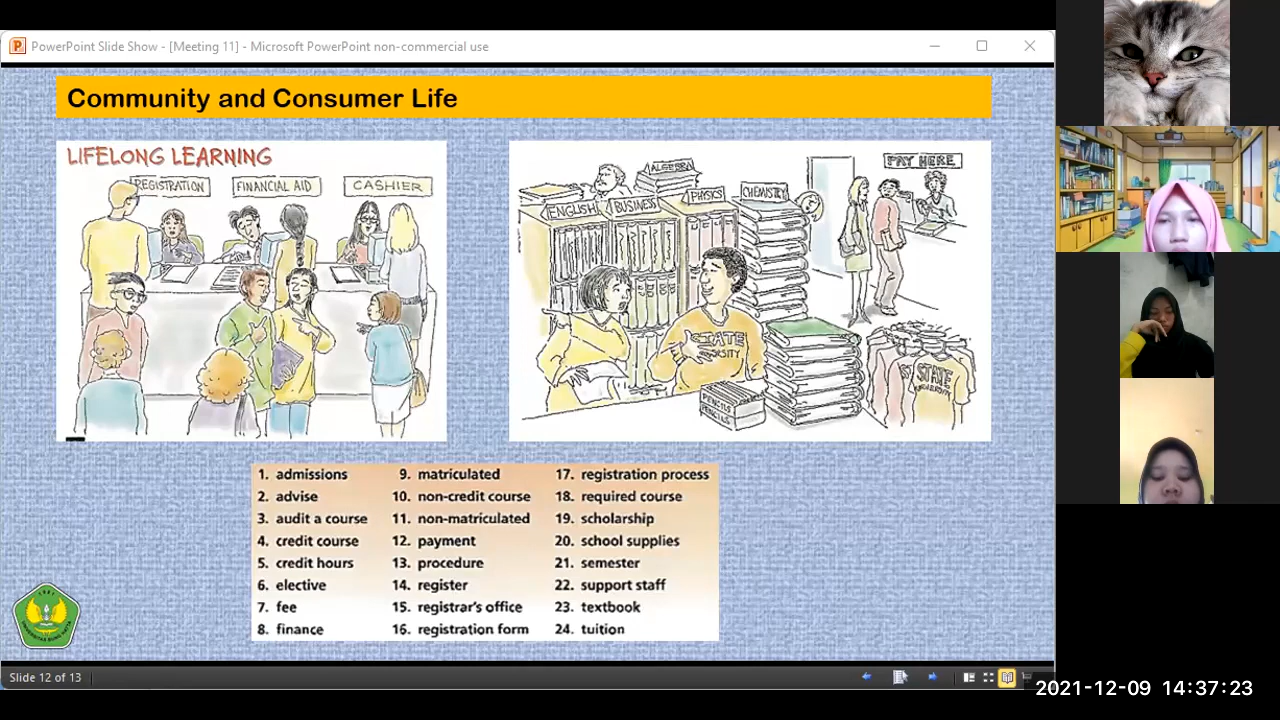 PowerPoint Slide Show - [Meeting 11] - Microsoft PowerPoint non-commercial use
Community and Consumer Life
LIFELONG LEARNING
REGISTRATION
FINANCIAL AID
CASHIER
ALGEBRA
PAY HERE
ENGLISH
BUSINESS
PHYSICS
CHEMISTRY
STATE
STATE
PENCILS
PENCILS
1. admissions
2. advise
3. audit a course
4. credit course
5. credit hours
6. elective
7. fee
8. finance
9. matriculated
10. non-credit course
11. non-matriculated
12. payment
13. procedure
14. register
15. registrar's office
16. registration form
17. registration process
18. required course
19. scholarship
20. school supplies
21. semester
22. support staff
23. textbook
24. tuition
UNIVERSITAS BUNG HATTA
Slide 12 of 13
2021-12-09 14:37:23